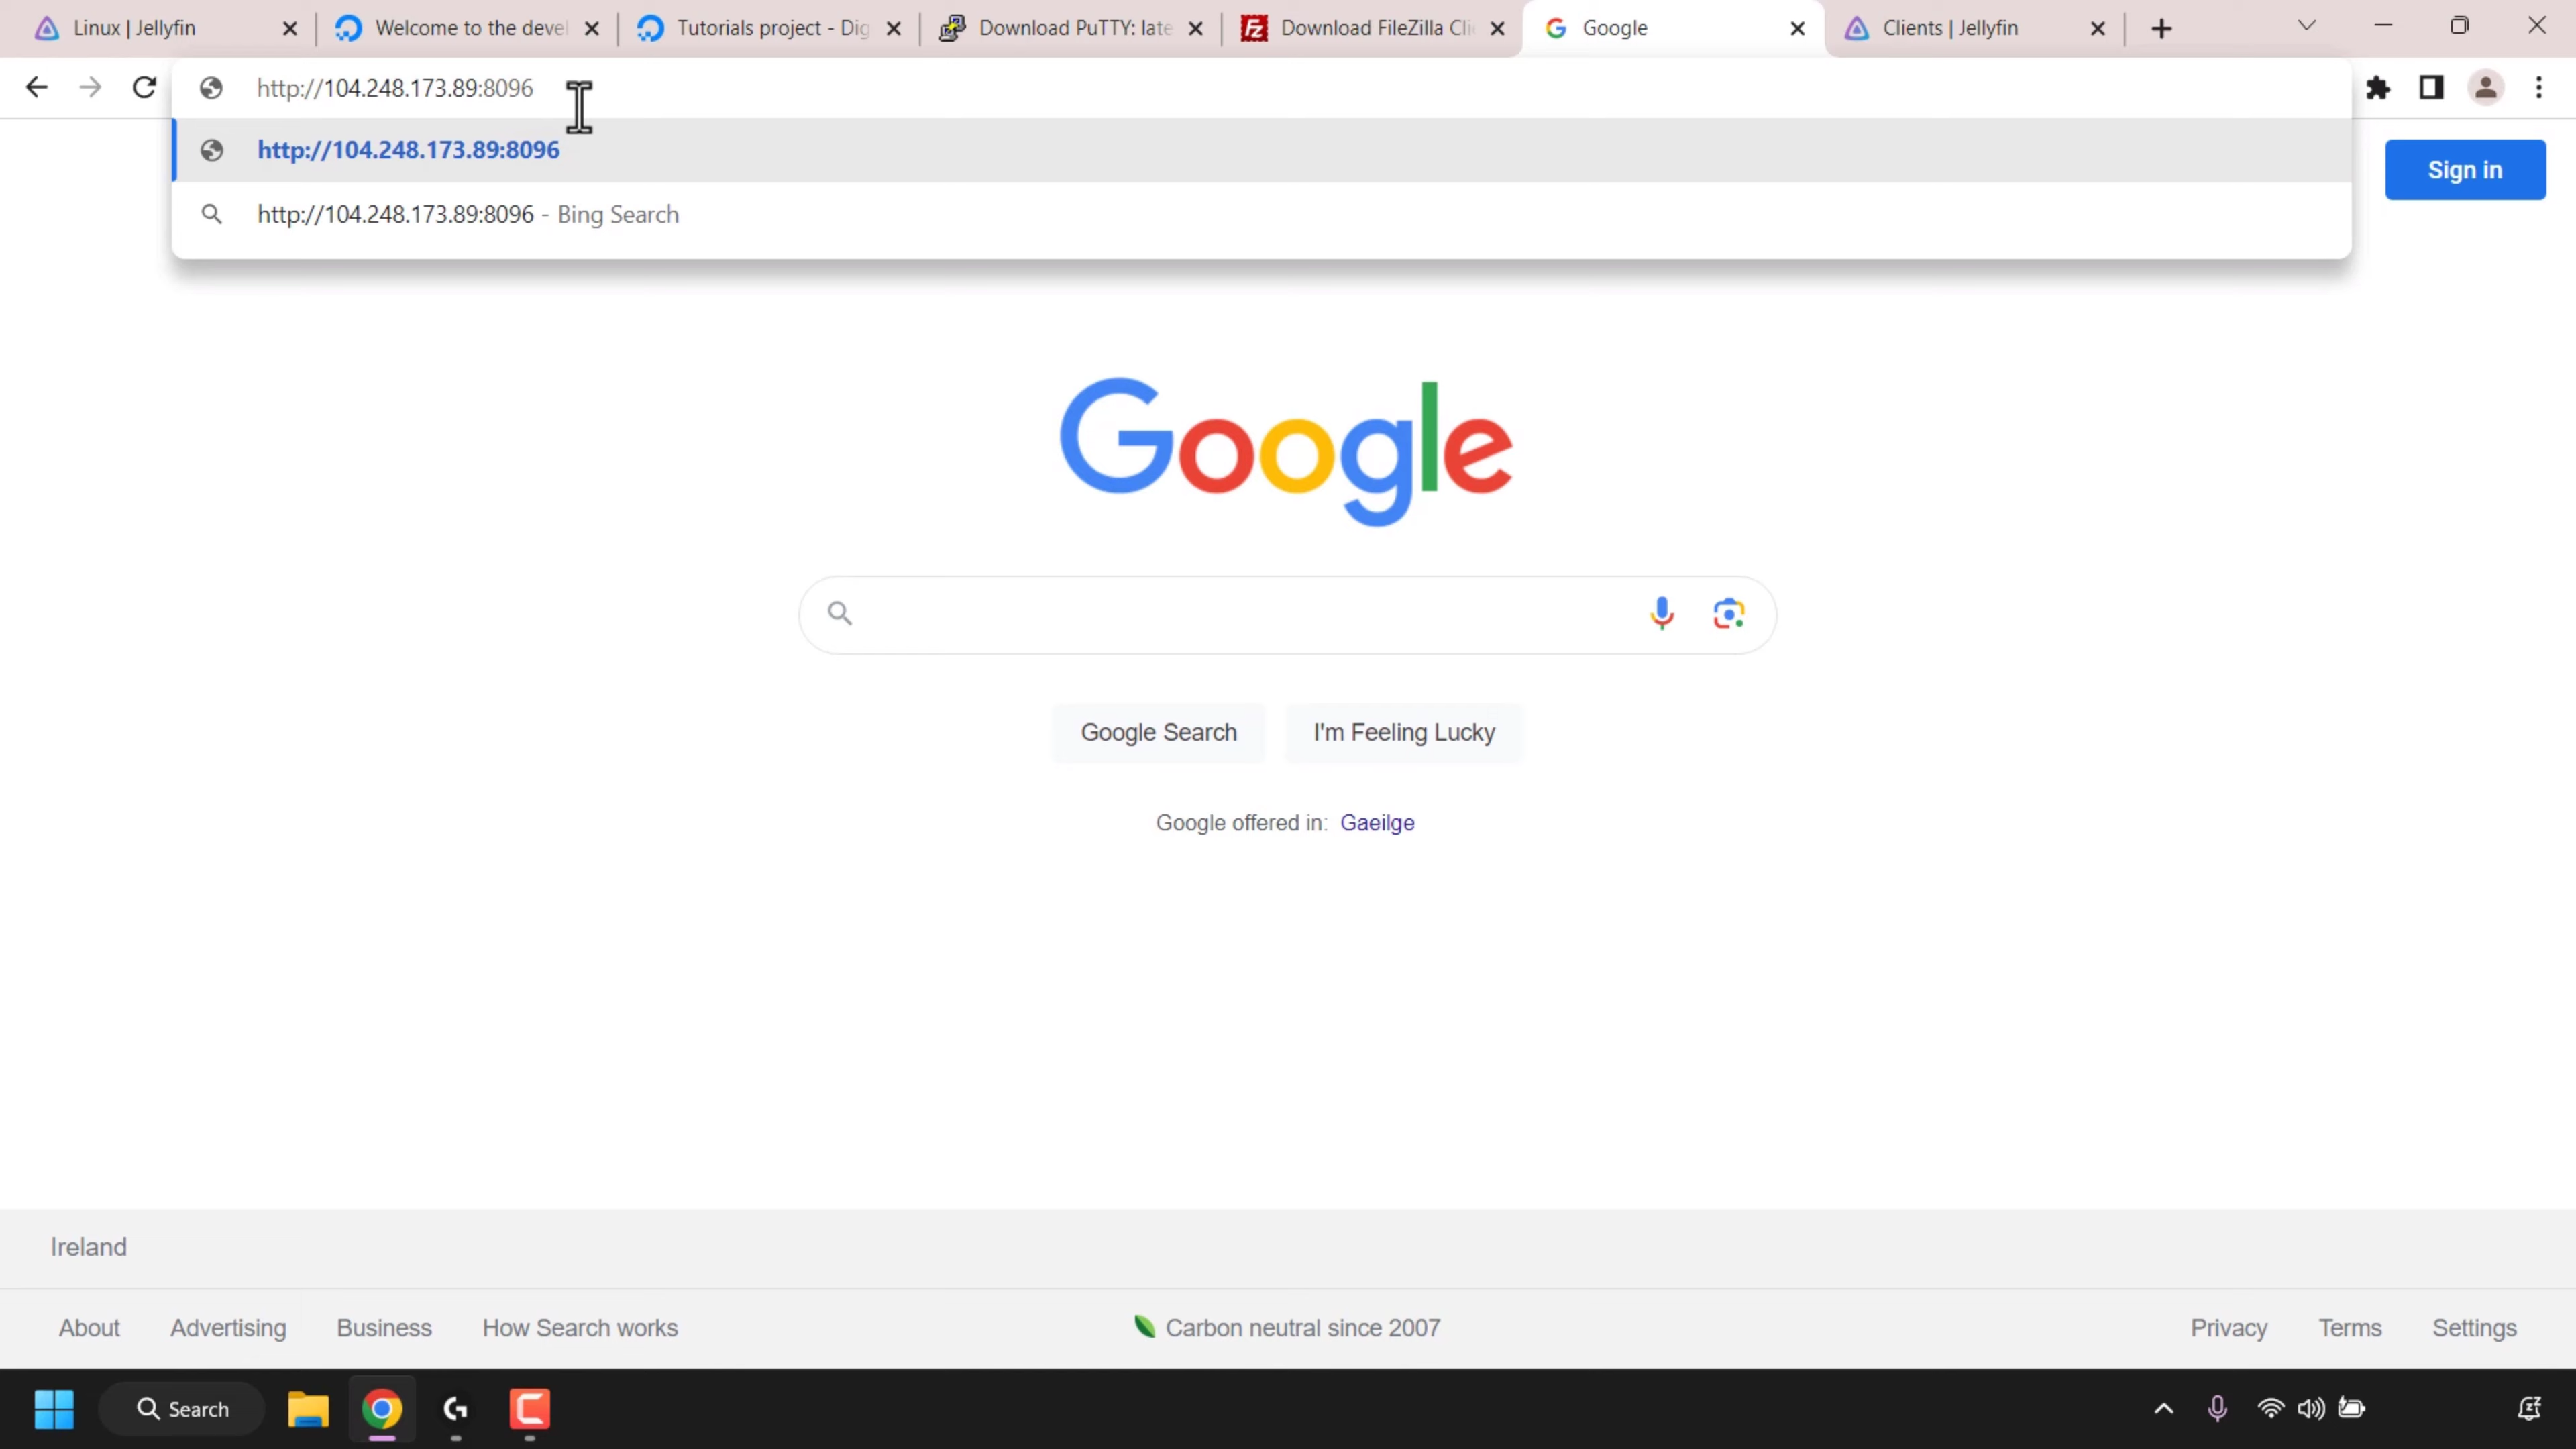 Linux | Jellyfin
Welcome to the devel
Tutorials project - Dig
Download PuTTY: late
Download FileZilla Cli
Google
Clients | Jellyfin
http://104.248.173.89:8096
http://104.248.173.89:8096
http://104.248.173.89:8096 - Bing Search
Sign in
Google
Google Search
I'm Feeling Lucky
Google offered in: Gaeilge
Ireland
About
Advertising
Business
How Search works
Carbon neutral since 2007
Privacy
Terms
Settings
Search